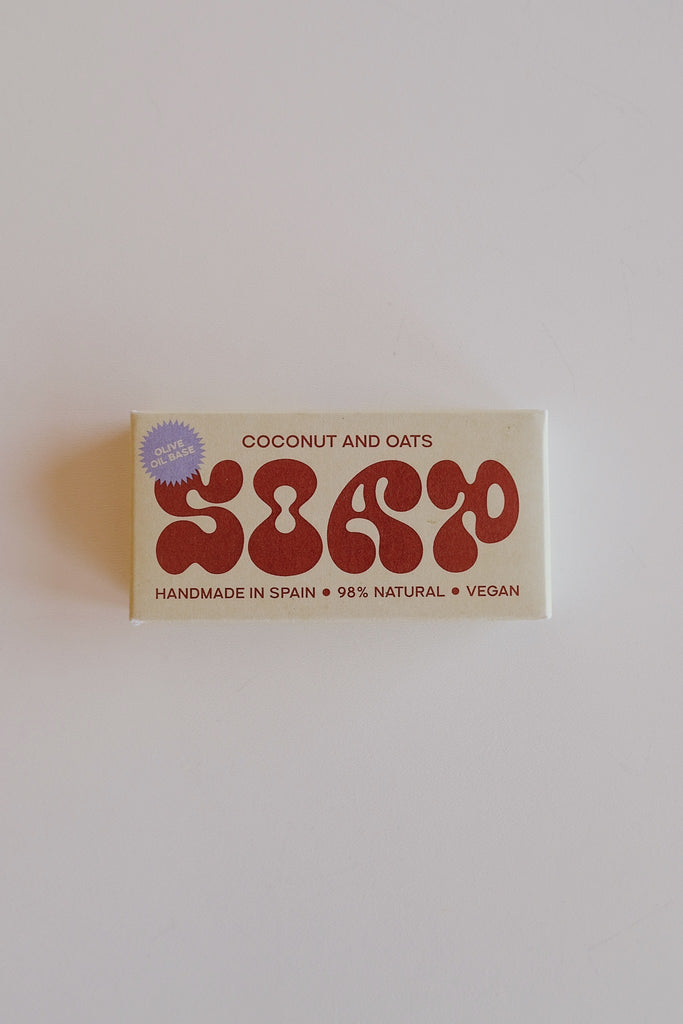 OLIVE
OIL BASE
COCONUT AND OATS
SOAP
HANDMADE IN SPAIN • 98% NATURAL • VEGAN